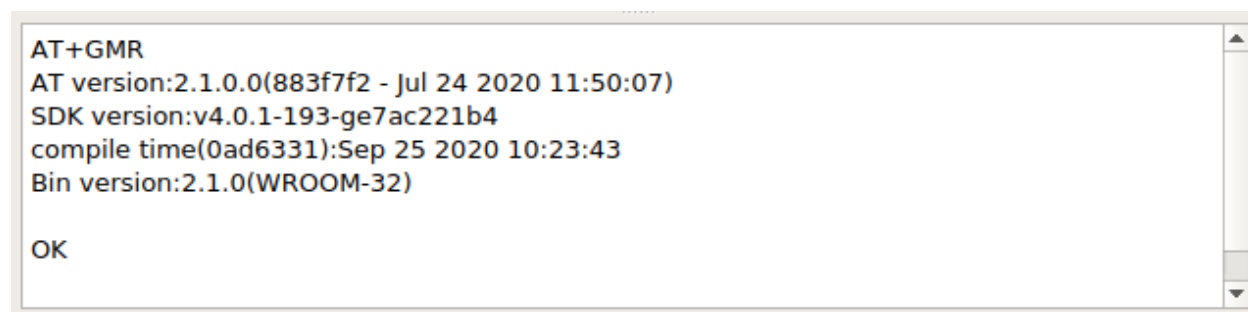 AT+GMR
AT version:2.1.0.0(883f7f2 - Jul 24 2020 11:50:07)
SDK version:v4.0.1-193-ge7ac221b4
compile time(0ad6331):Sep 25 2020 10:23:43
Bin version:2.1.0(WROOM-32)
OK